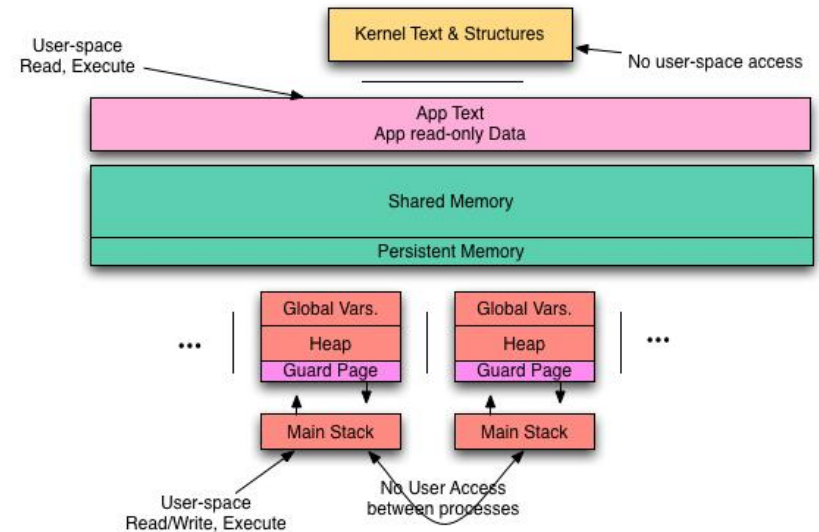 Kernel Text & Structures
User-space
Read, Execute
No user-space access
App Text
App read-only Data
Shared Memory
Persistent Memory
Global Vars.
Global Vars.
...
Heap
Heap
...
Guard Page
Guard Page
Main Stack
Main Stack
No User Access
between processes
User-space
Read/Write, Execute